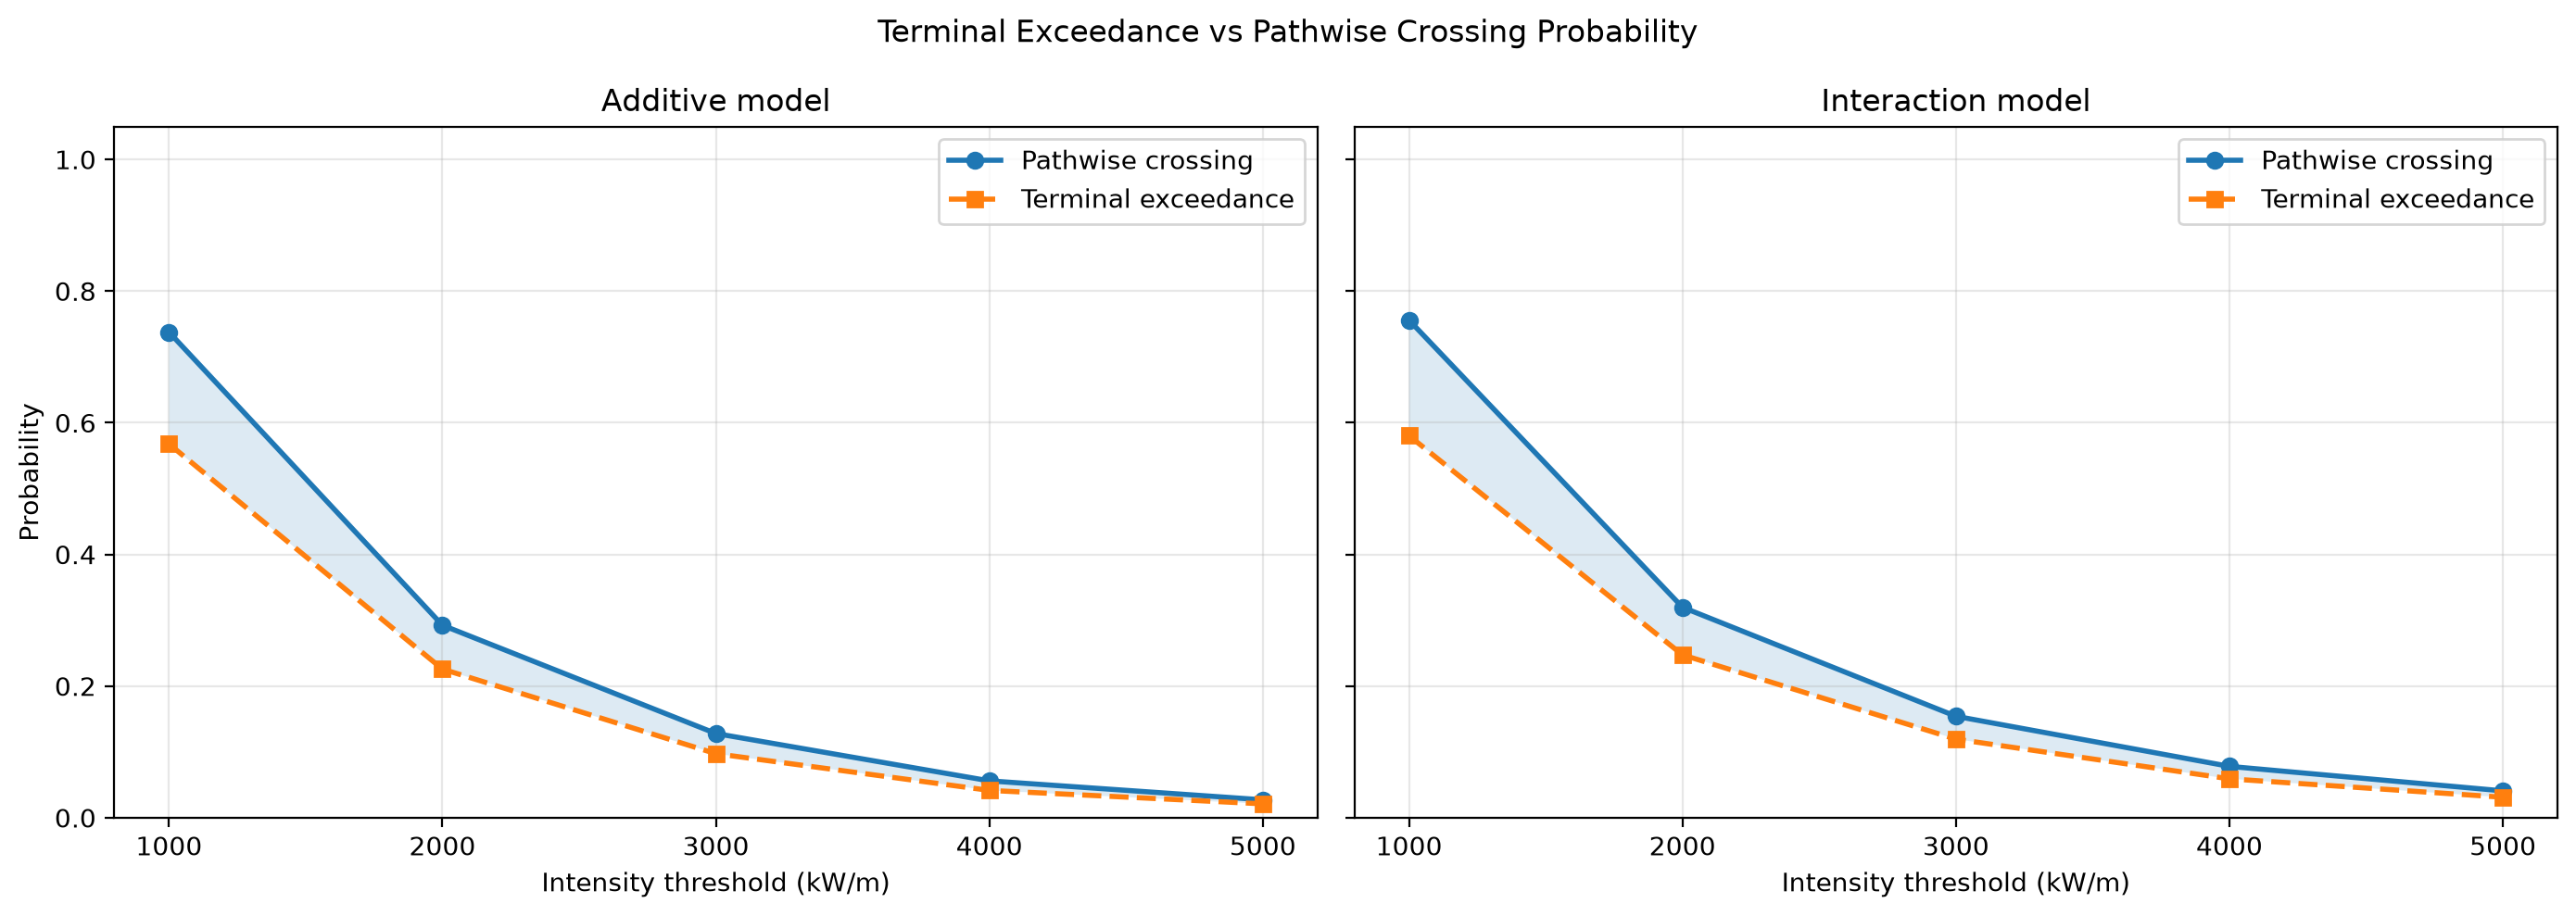 Terminal Exceedance vs Pathwise Crossing Probability
Additive model
Pathwise crossing
Terminal exceedance
1.0
0.8
0.6
0.4
0.2
0.0
Probability
1000 2000 3000 4000 5000
Intensity threshold (kW/m)
Interaction model
Pathwise crossing
Terminal exceedance
1000 2000 3000 4000 5000
Intensity threshold (kW/m)